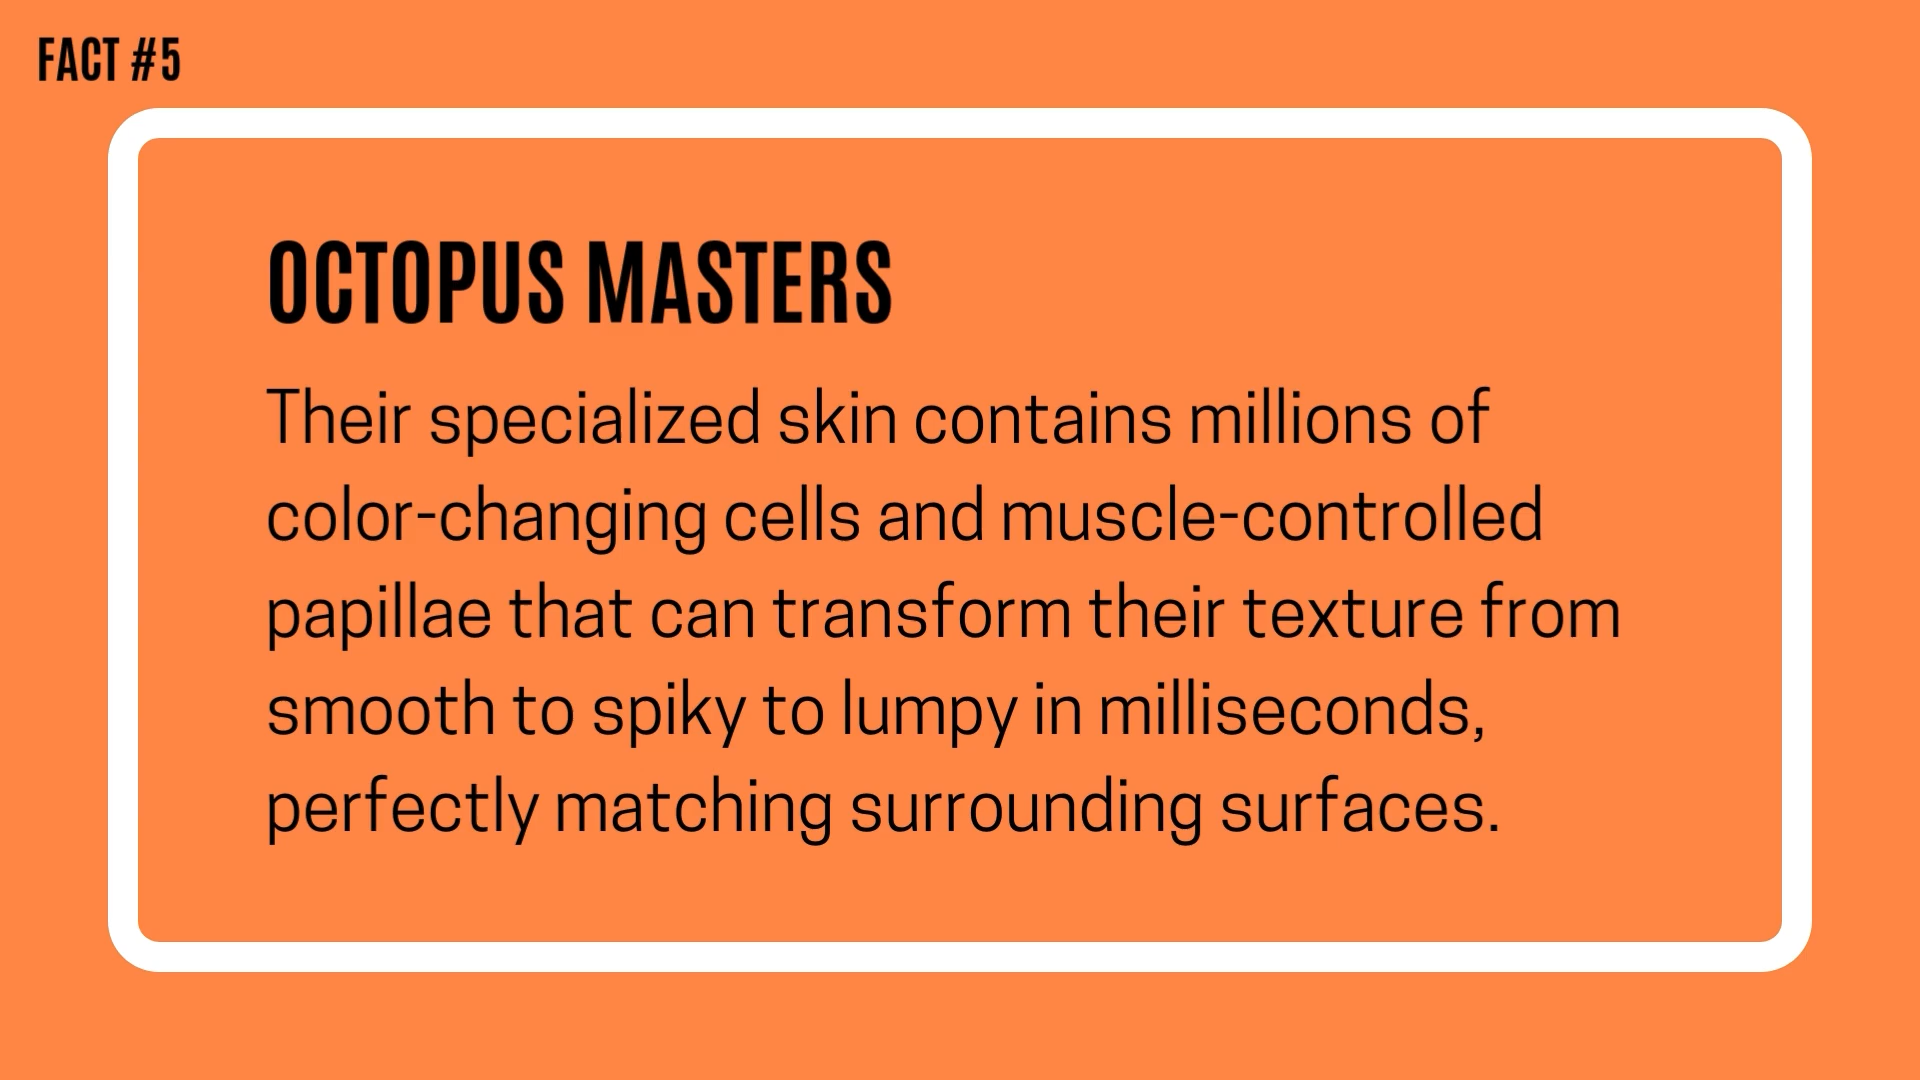 FACT #5
OCTOPUS MASTERS
Their specialized skin contains millions of
color-changing cells and muscle-controlled
papillae that can transform their texture from
smooth to spiky to lumpy in milliseconds,
perfectly matching surrounding surfaces.